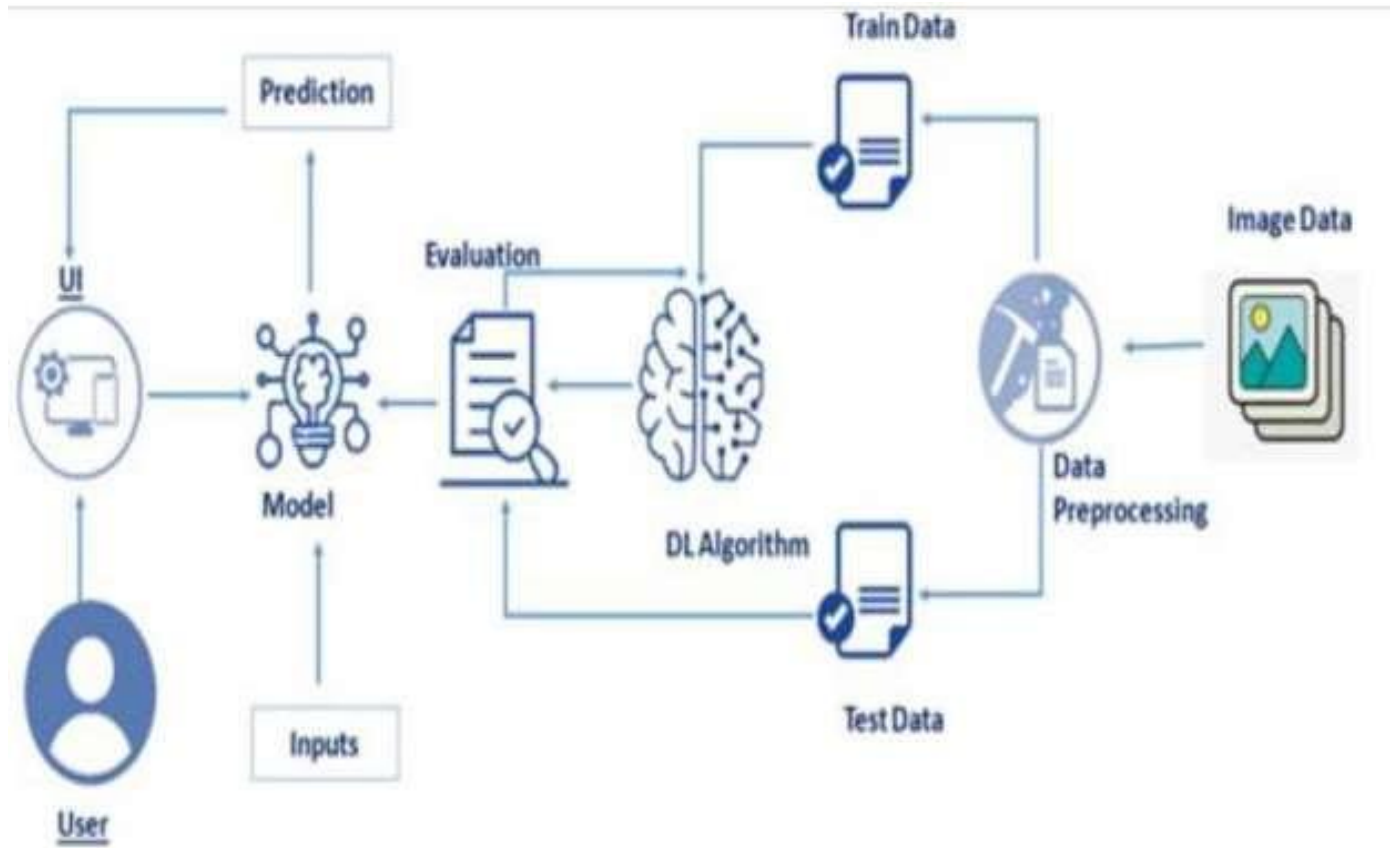 Train Data
Prediction
Image Data
Evaluation
UI
Data
Preprocessing
Model
DL Algorithm
Test Data
Inputs
User